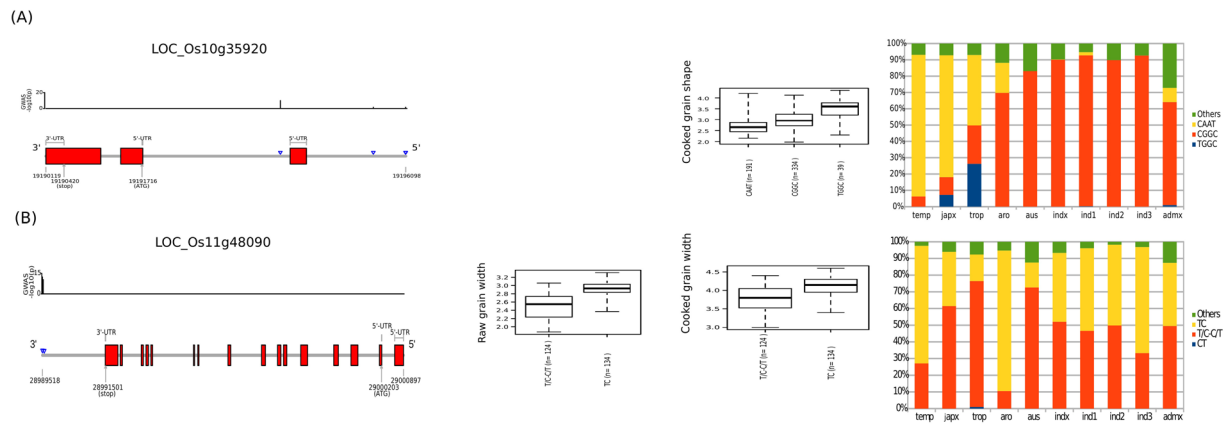 (A)
LOC_Os10g35920
GWAS
-log10(p)
20
0
3'-UTR
5'-UTR
5'-UTR
3'
5'
19190119
19190420
(stop)
19191716
(ATG)
19196098
Cooked grain shape
4.0
3.5
3.0
2.5
2.0
CAAT (n= 191)
CGGC (n= 334)
TGGC (n= 39)
100%
90%
80%
70%
60%
50%
40%
30%
20%
10%
0%
temp japx trop aro aus indx ind1 ind2 ind3 admx
Others
CAAT
CGGC
TGGC
(B)
LOC_Os11g48090
GWAS
-log10(p)
15
0
3'-UTR
5'-UTR
5'-UTR
3'
5'
28989518
28991501
(stop)
29000203
(ATG)
29000897
Raw grain width
3.2
3.0
2.8
2.6
2.4
2.2
2.0
T/C-C/T (n= 124)
TC (n= 134)
Cooked grain width
4.5
4.0
3.5
3.0
T/C-C/T (n= 124)
TC (n= 134)
100%
90%
80%
70%
60%
50%
40%
30%
20%
10%
0%
temp japx trop aro aus indx ind1 ind2 ind3 admx
Others
TC
T/C-C/T
CT